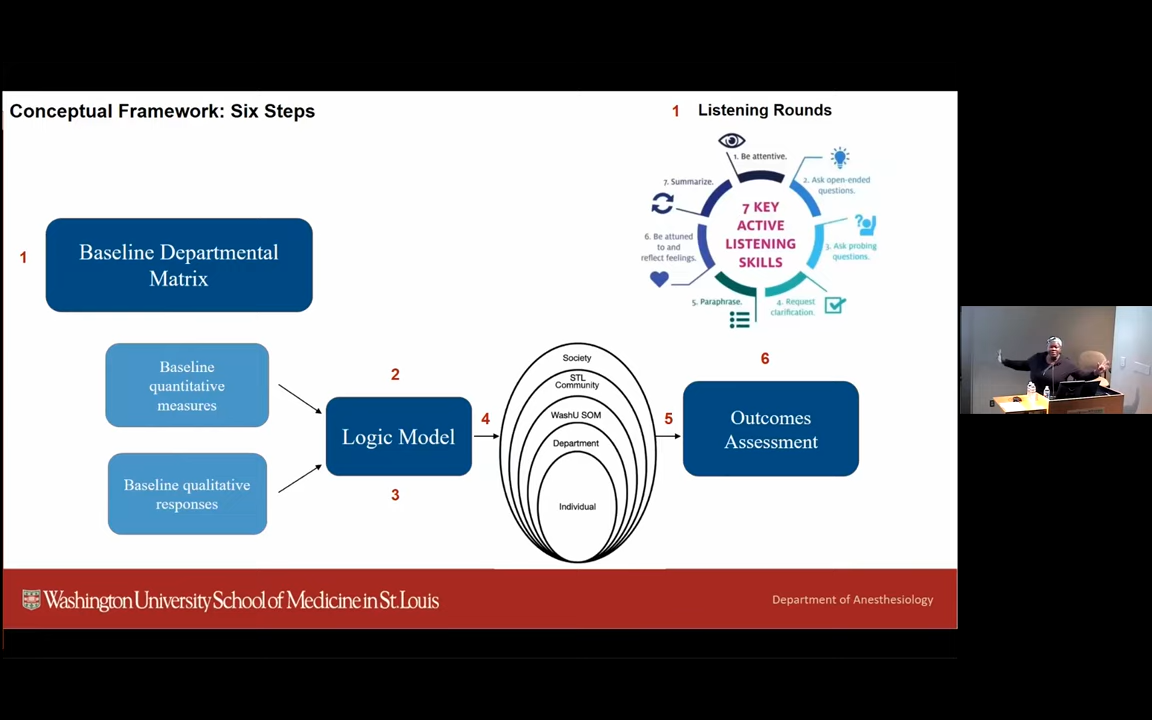 Conceptual Framework: Six Steps
1 Listening Rounds
1. Be attentive.
2. Ask open-ended
questions.
3. Ask probing
questions.
4. Request
clarification.
5. Paraphrase.
6. Be attuned
to and
reflect feelings.
7. Summarize.
7 KEY
ACTIVE
LISTENING
SKILLS
1
Baseline Departmental
Matrix
Baseline
quantitative
measures
Baseline qualitative
responses
2
Logic Model
3
4
Society
STL
Community
WashU SOM
Department
Individual
5
6
Outcomes
Assessment
Washington University School of Medicine in St. Louis
Department of Anesthesiology